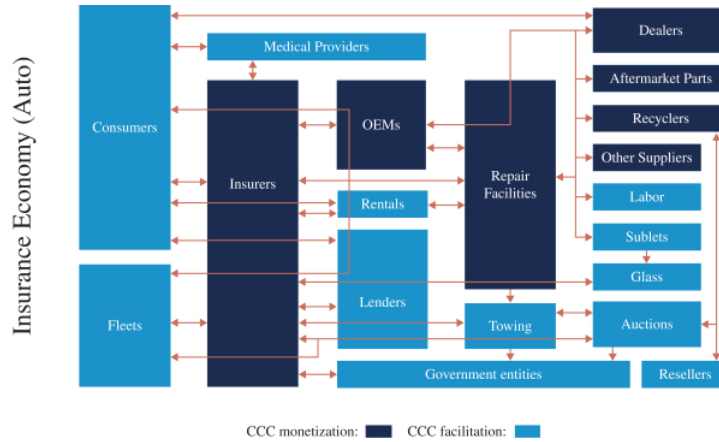 Insurance Economy (Auto)
Dealers
Medical Providers
Aftermarket Parts
Consumers
OEMs
Recyclers
Insurers
Repair
Facilities
Other Suppliers
Rentals
Labor
Sublets
Glass
Fleets
Lenders
Towing
Auctions
Government entities
Resellers
CCC monetization:
CCC facilitation: